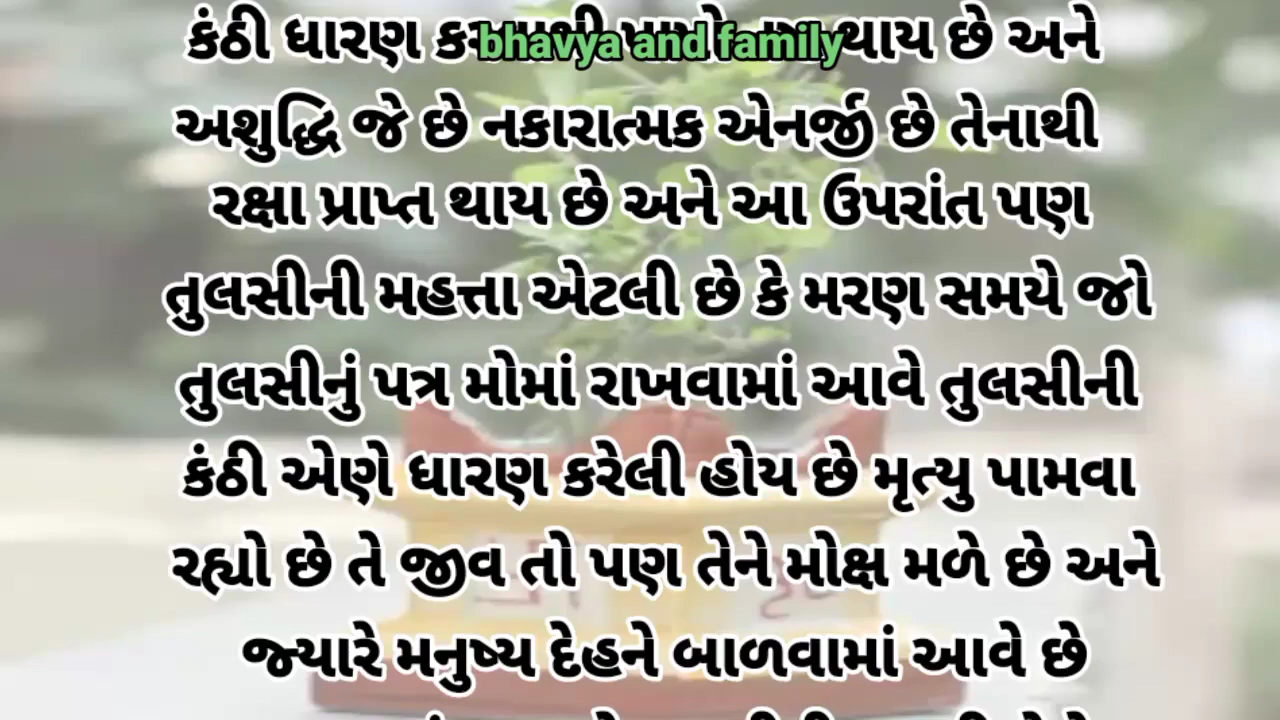 કંઠી ધારણ થાય છે અને
bhavya and family
અશુદ્ધિ જે છે નકારાત્મક એનર્જી છે તેનાથી
રક્ષા પ્રાપ્ત થાય છે અને આ ઉપરાંત પણ
તુલસીની મહત્તા એટલી છે કે મરણ સમયે જો
તુલસીનું પત્ર મોમાં રાખવામાં આવે તુલસીની
કંઠી એણે ધારણ કરેલી હોય છે મૃત્યુ પામવા
રહ્યો છે તે જીવ તો પણ તેને મોક્ષ મળે છે અને
જ્યારે મનુષ્ય દેહને બાળવામાં આવે છે